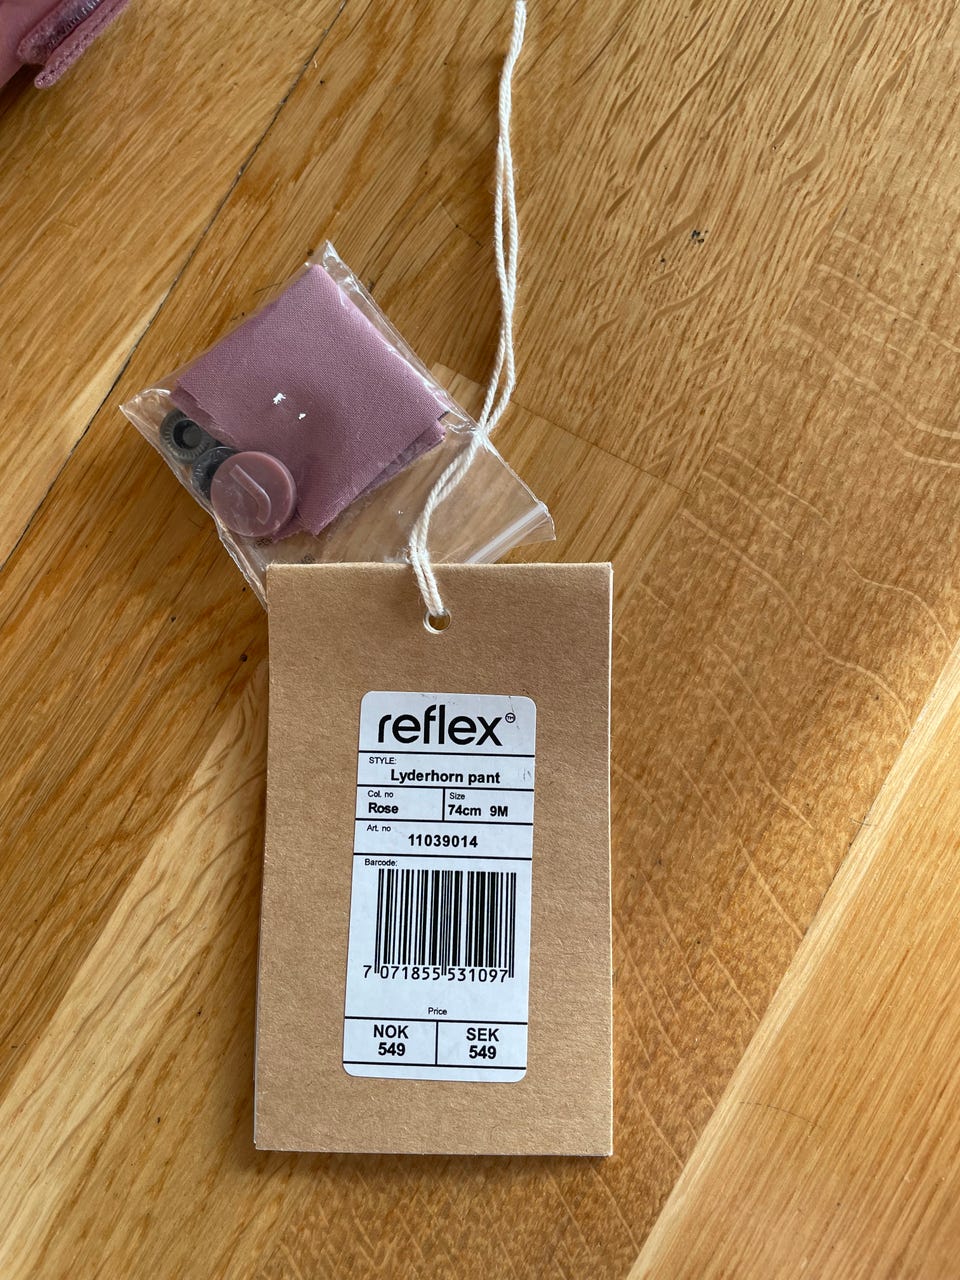 reflex™
STYLE:
Lyderhorn pant
Col. no Size
Rose 74cm 9M
Art. no
11039014
Barcode:
7 071855 531097
Price
NOK SEK
549 549